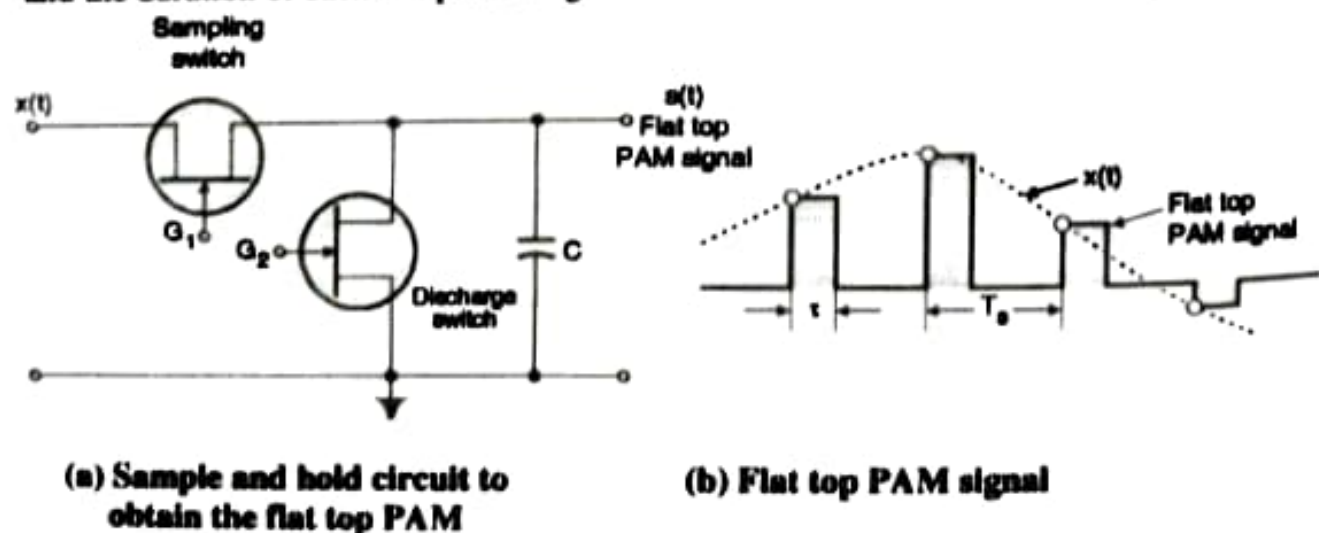 Sampling
switch
x(t)
s(t)
Flat top
PAM signal
G1
G2
C
Discharge
switch
x(t)
Flat top
PAM signal
τ
Ts
(a) Sample and hold circuit to
obtain the flat top PAM
(b) Flat top PAM signal